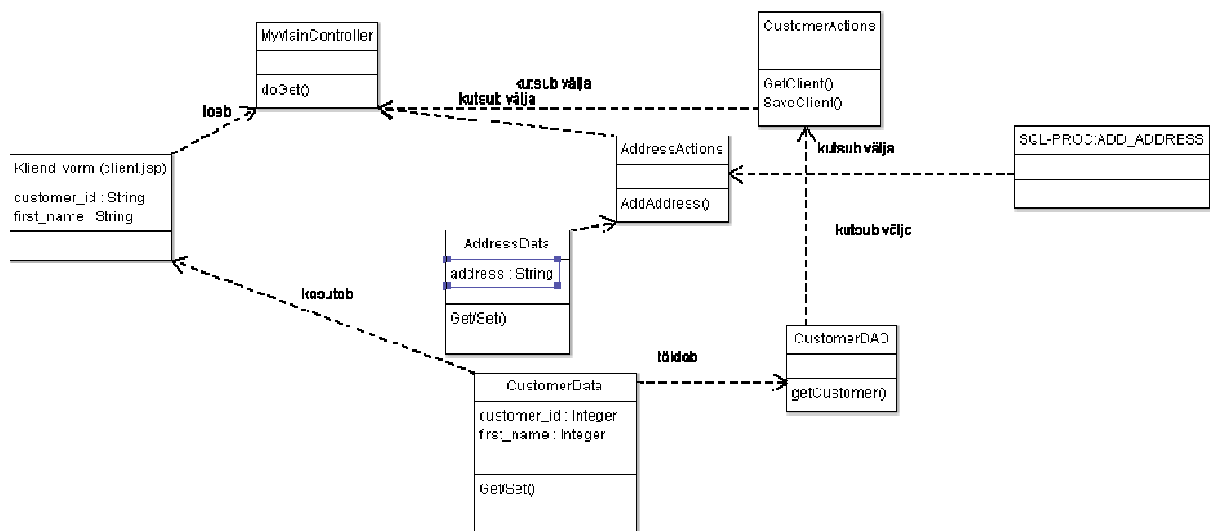 MyMainController
doGet()
CustomerActions
GetClient()
SaveClient()
kutsub välja
kutsub välja
loob
Kliendi vorm (client.jsp)
customer_id : String
first_name : String
AddressActions
AddAddress()
kutsub välja
SQL-PROC:ADD_ADDRESS
AddressData
address : String
Get/Set()
kutsub välja
kasutab
täidab
CustomerDAO
getCustomer()
CustomerData
customer_id : Integer
first_name : Integer
Get/Set()